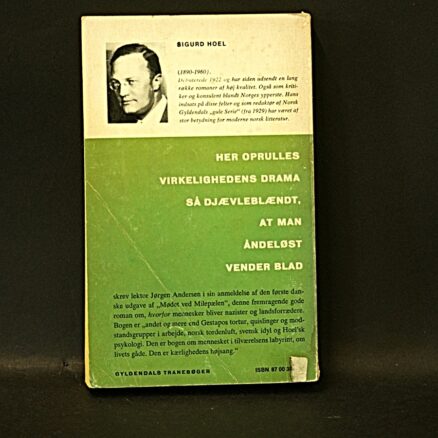 SIGURD HOEL
(1890-1960).
Debuterede 1922 og har siden udsendt en lang
række romaner af høj kvalitet. Også som kriti-
ker og konsulent blandt Norges ypperste. Hans
indsats på disse felter og som redaktør af Norsk
Gyldendals „gule Serie” (fra 1929) har været af
stor betydning for moderne norsk litteratur.
HER OPRULLES
VIRKELIGHEDENS DRAMA
SÅ DJÆVLEBLÆNDT,
AT MAN
ÅNDELØST
VENDER BLAD
skrev lektor Jørgen Andersen i sin anmeldelse af den første dan-
ske udgave af „Mødet ved Milepælen”, denne fremragende gode
roman om, hvorfor mennesker bliver nazister og landsforrædere.
Bogen er „andet og mere end Gestapos tortur, quislinger og mod-
standsgrupper i arbejde, norsk tordenluft, svensk idyl og Hoel'sk
psykologi. Den er bogen om mennesket i tilværelsens labyrint, om
livets gåde. Den er kærlighedens højsang.”
GYLDENDALS TRANEBØGER
ISBN 87 00